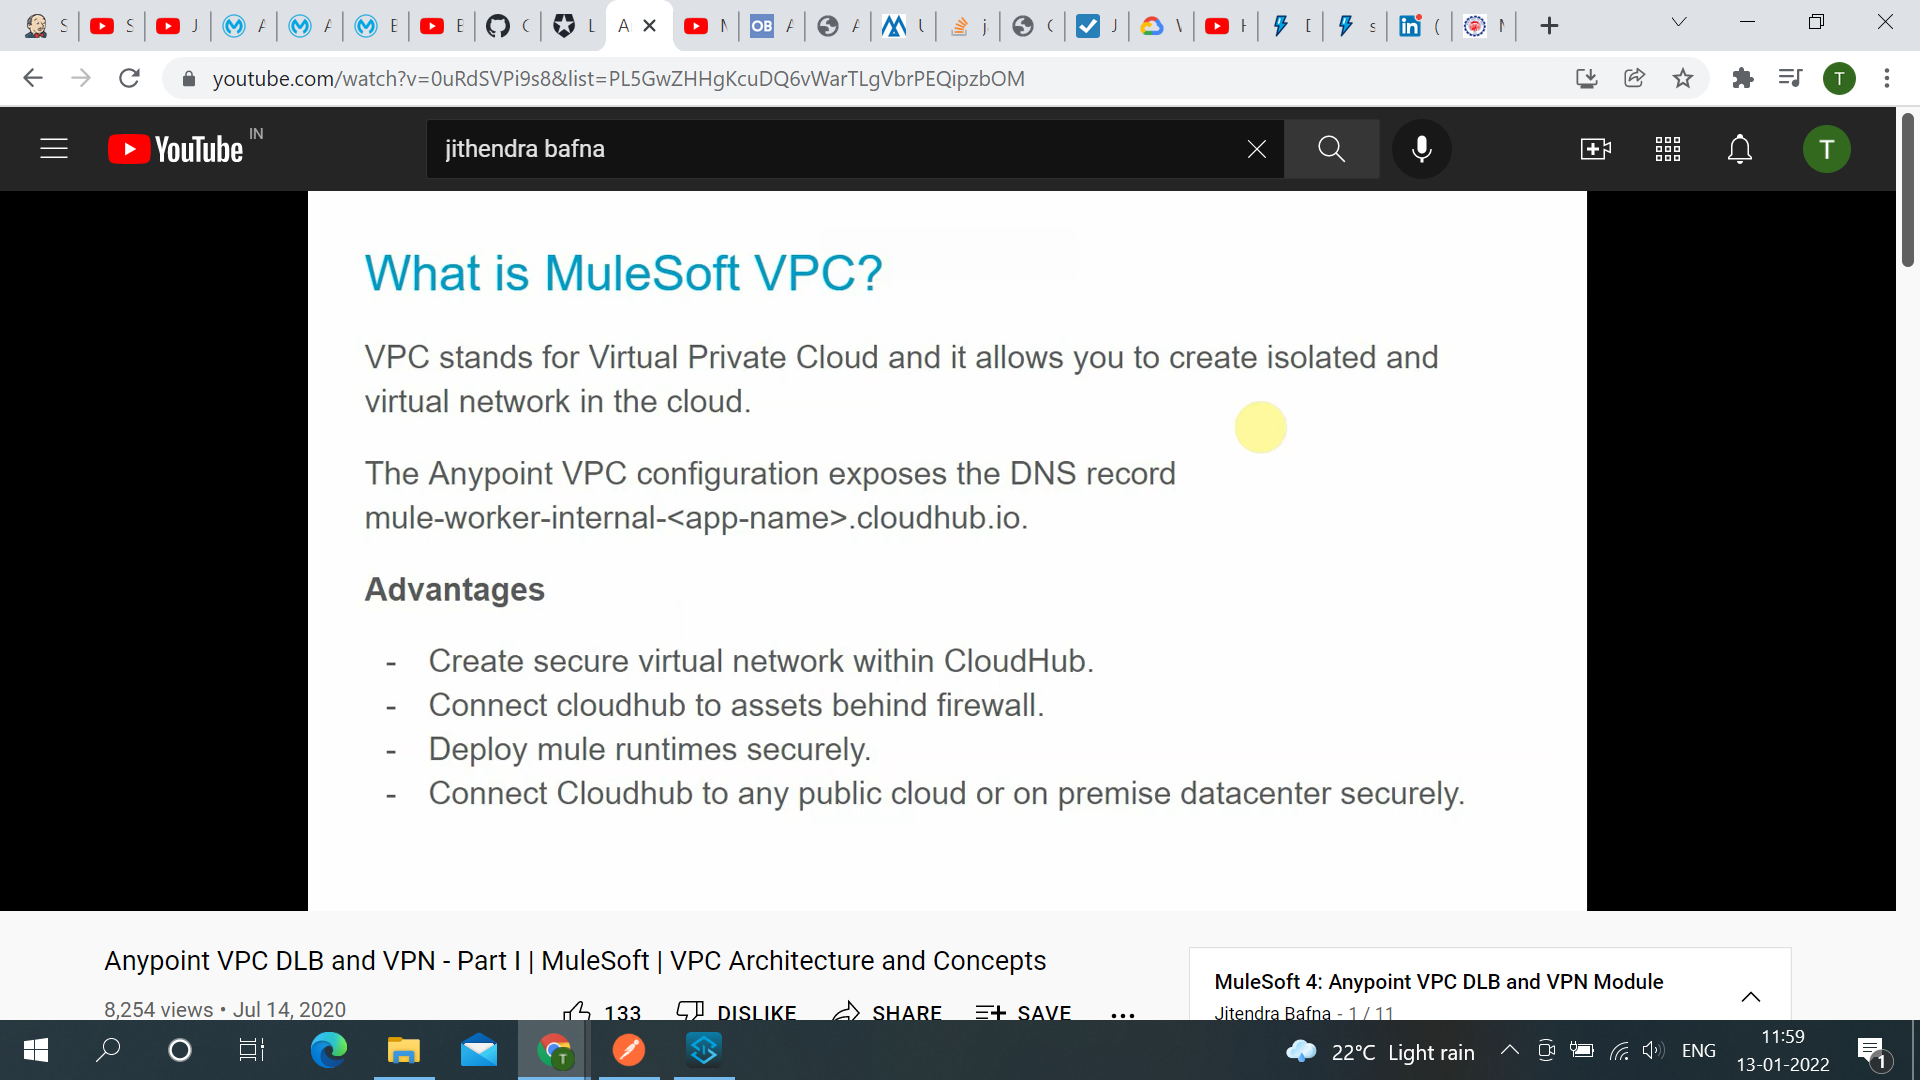 youtube.com/watch?v=0uRdSVPi9s8&list=PL5GwZHHgKcuDQ6vWarTLgVbrPEQipzbOM
T
YouTube IN
jithendra bafna
T
What is MuleSoft VPC?
VPC stands for Virtual Private Cloud and it allows you to create isolated and
virtual network in the cloud.
The Anypoint VPC configuration exposes the DNS record
mule-worker-internal-<app-name>.cloudhub.io.
Advantages
- Create secure virtual network within CloudHub.
- Connect cloudhub to assets behind firewall.
- Deploy mule runtimes securely.
- Connect Cloudhub to any public cloud or on premise datacenter securely.
Anypoint VPC DLB and VPN - Part I | MuleSoft | VPC Architecture and Concepts
8,254 views • Jul 14, 2020
133 DISLIKE SHARE SAVE ...
MuleSoft 4: Anypoint VPC DLB and VPN Module
Jitendra Bafna - 1 / 11
22°C Light rain
ENG
11:59
13-01-2022
1